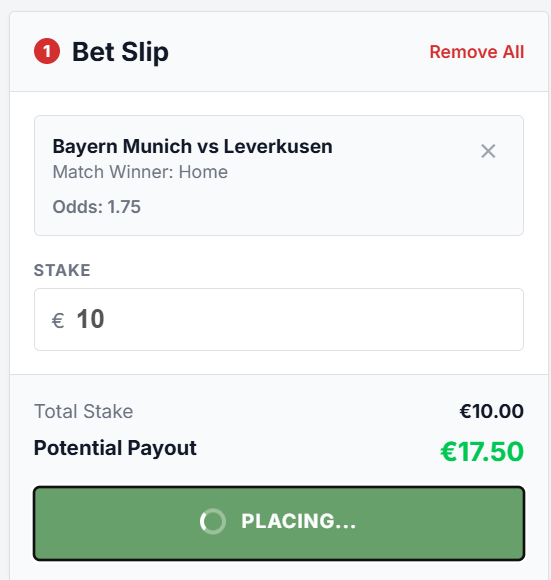 1 Bet Slip Remove All
Bayern Munich vs Leverkusen
Match Winner: Home
Odds: 1.75
STAKE
€ 10
Total Stake €10.00
Potential Payout €17.50
PLACING...